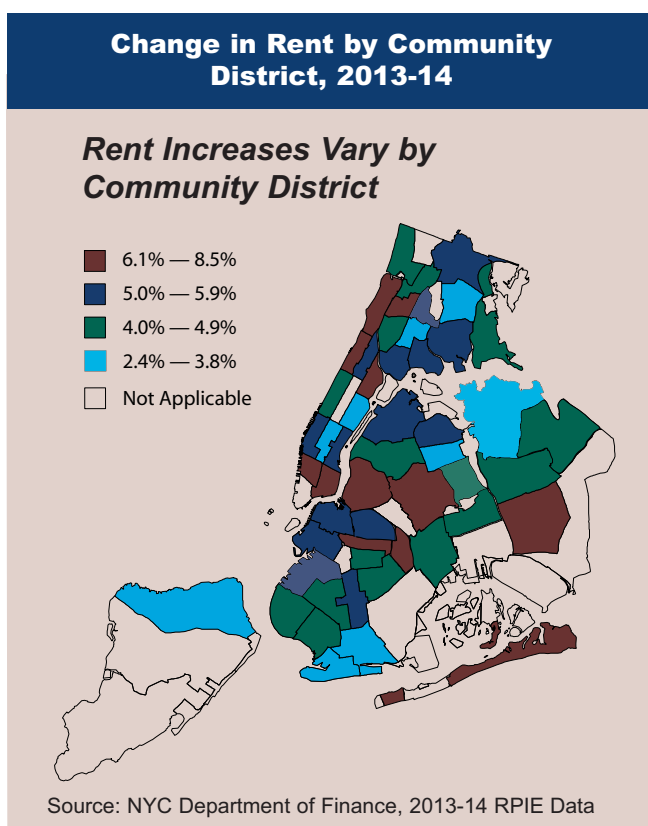 Change in Rent by Community
District, 2013-14
Rent Increases Vary by
Community District
6.1% — 8.5%
5.0% — 5.9%
4.0% — 4.9%
2.4% — 3.8%
Not Applicable
Source: NYC Department of Finance, 2013-14 RPIE Data